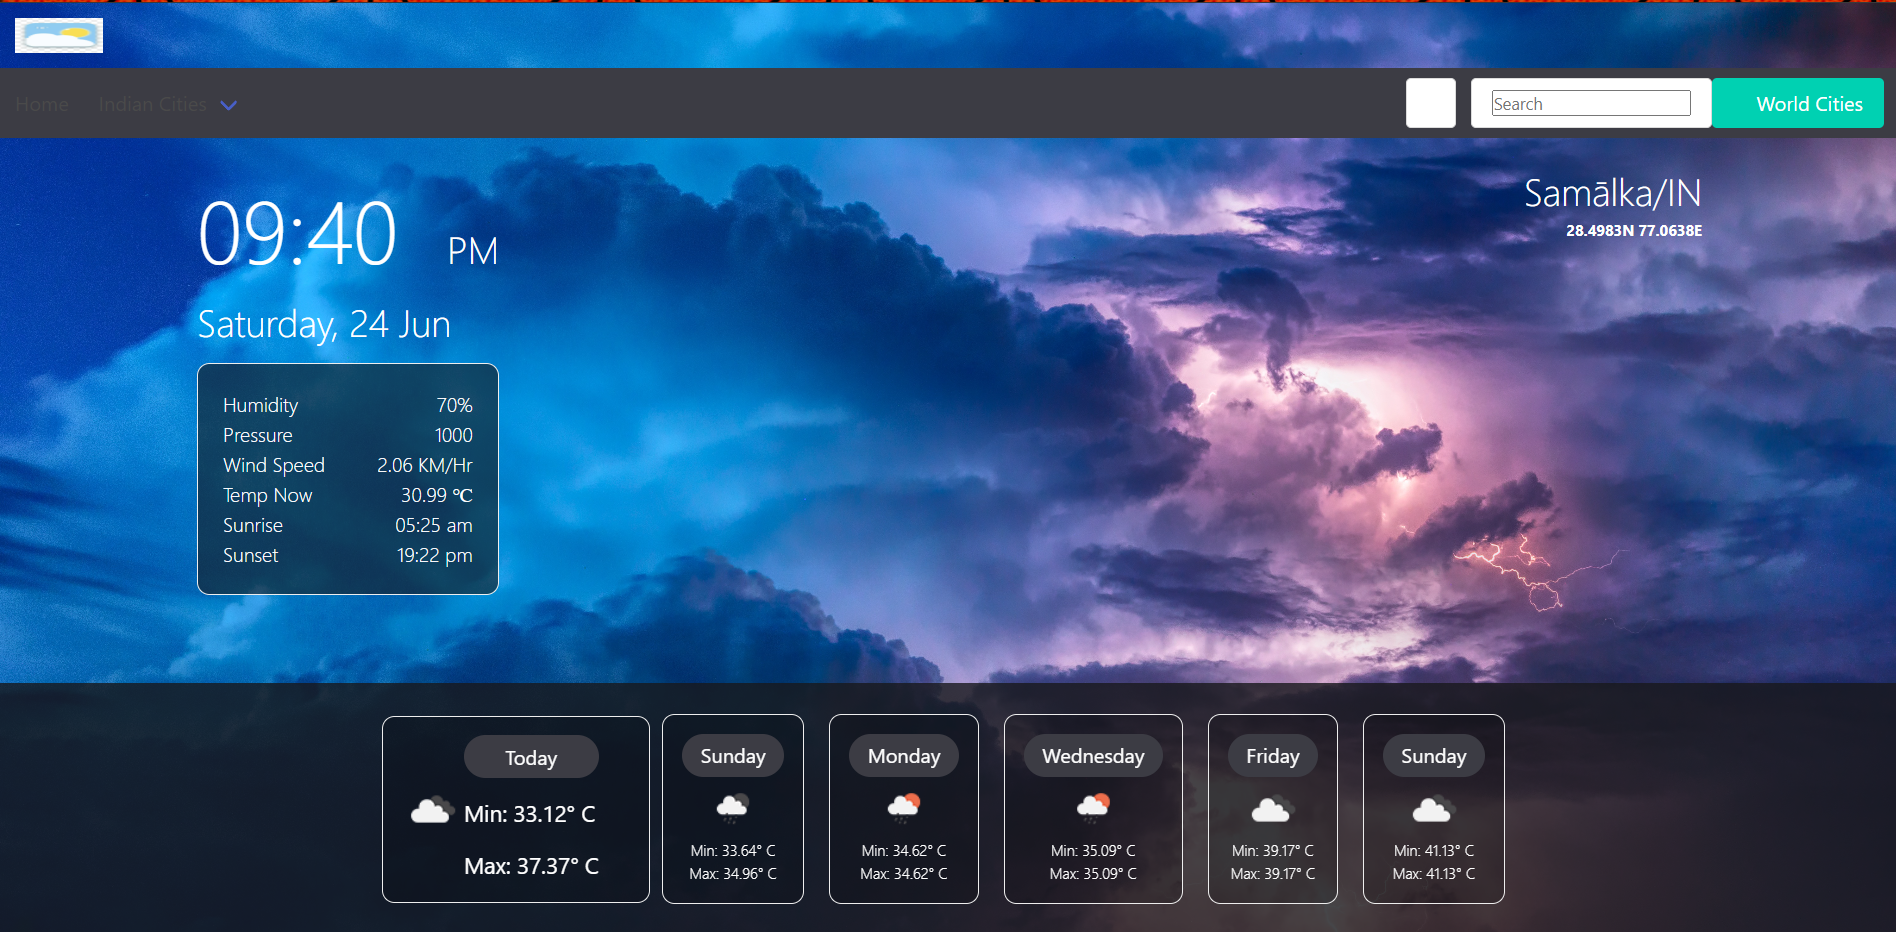 Home Indian Cities
Search
World Cities
09:40 PM
Saturday, 24 Jun
Samālka/IN
28.4983N 77.0638E
Humidity 70%
Pressure 1000
Wind Speed 2.06 KM/Hr
Temp Now 30.99 ℃
Sunrise 05:25 am
Sunset 19:22 pm
Today
Min: 33.12° C
Max: 37.37° C
Sunday
Min: 33.64° C
Max: 34.96° C
Monday
Min: 34.62° C
Max: 34.62° C
Wednesday
Min: 35.09° C
Max: 35.09° C
Friday
Min: 39.17° C
Max: 39.17° C
Sunday
Min: 41.13° C
Max: 41.13° C